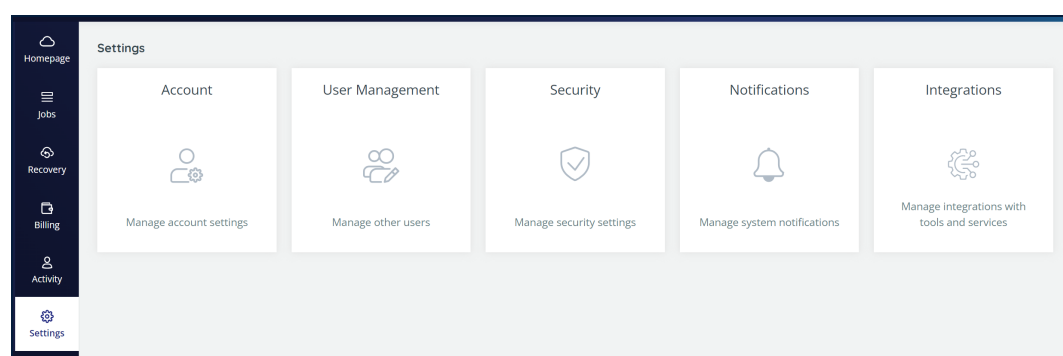 Homepage
Jobs
Recovery
Billing
Activity
Settings
Settings
Account
Manage account settings
User Management
Manage other users
Security
Manage security settings
Notifications
Manage system notifications
Integrations
Manage integrations with
tools and services